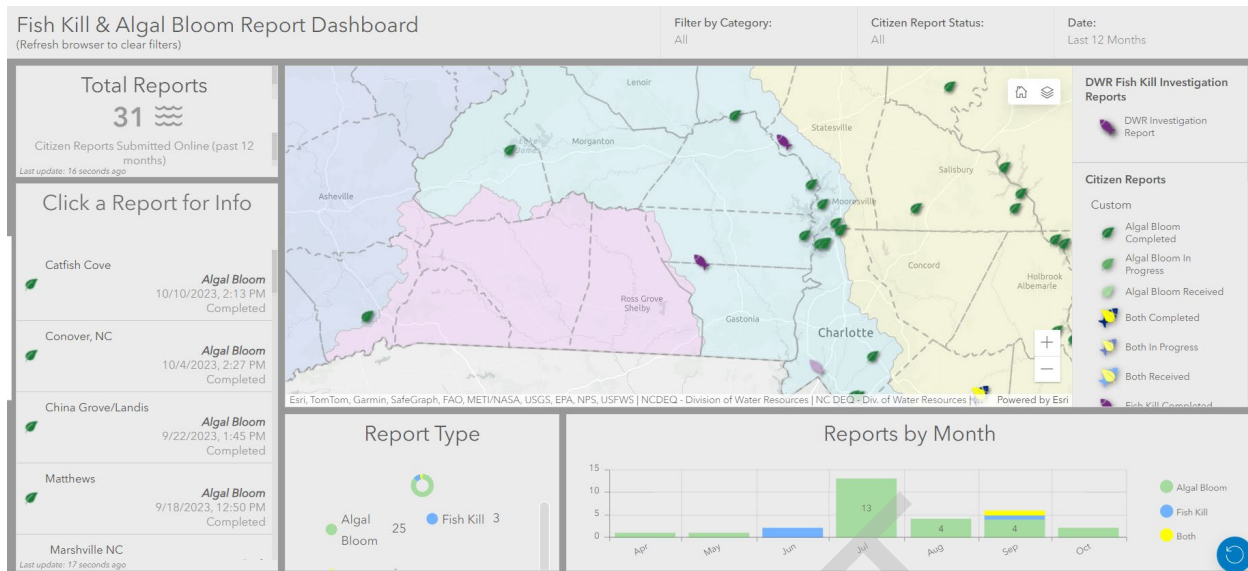 Fish Kill & Algal Bloom Report Dashboard
(Refresh browser to clear filters)
Filter by Category:
All
Citizen Report Status:
All
Date:
Last 12 Months
Total Reports
31
Citizen Reports Submitted Online (past 12
months)
Last update: 16 seconds ago
Click a Report for Info
Catfish Cove
Algal Bloom
10/10/2023, 2:13 PM
Completed
Conover, NC
Algal Bloom
10/4/2023, 2:27 PM
Completed
China Grove/Landis
Algal Bloom
9/22/2023, 1:45 PM
Completed
Matthews
Algal Bloom
9/18/2023, 12:50 PM
Completed
Marshville NC
Last update: 17 seconds ago
Lenoir
Statesville
Morganton
Salisbury
Asheville
Mooresville
Concord
Holbrook
Albemarle
Ross Grove
Shelby
Gastonia
Charlotte
+
−
Esri, TomTom, Garmin, SafeGraph, FAO, METI/NASA, USGS, EPA, NPS, USFWS | NCDEQ - Division of Water Resources | NC DEQ - Div. of Water Resources |
Powered by Esri
DWR Fish Kill Investigation
Reports
DWR Investigation
Report
Citizen Reports
Custom
Algal Bloom
Completed
Algal Bloom In
Progress
Algal Bloom Received
Both Completed
Both In Progress
Both Received
Fish Kill Completed
Report Type
Algal
Bloom
25
Fish Kill 3
Reports by Month
15
10
5
0
13
4
4
Apr
May
Jun
Jul
Aug
Sep
Oct
Algal Bloom
Fish Kill
Both